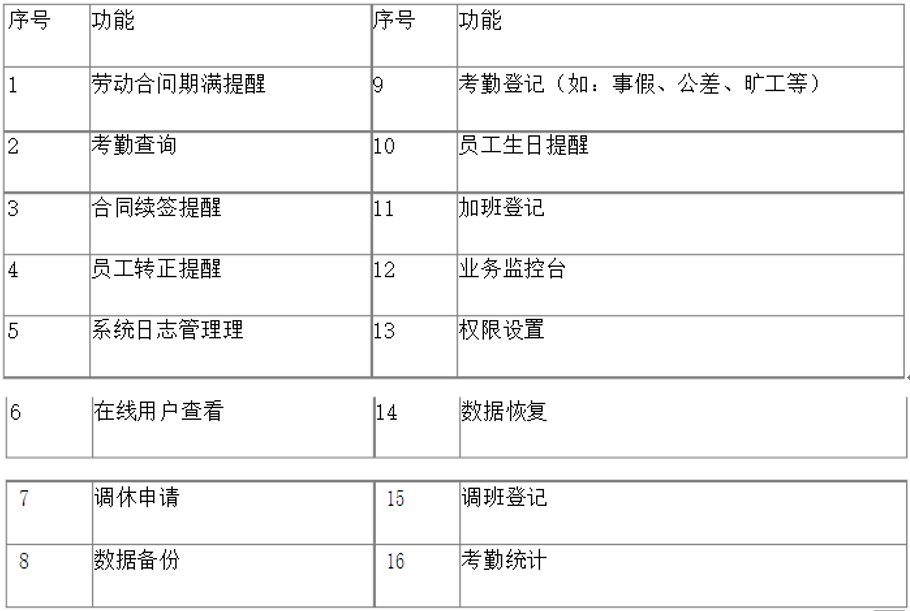 序号 功能 序号 功能
1 劳动合问期满提醒 9 考勤登记（如：事假、公差、旷工等）
2 考勤查询 10 员工生日提醒
3 合同续签提醒 11 加班登记
4 员工转正提醒 12 业务监控台
5 系统日志管理理 13 权限设置
6 在线用户查看 14 数据恢复
7 调休申请 15 调班登记
8 数据备份 16 考勤统计